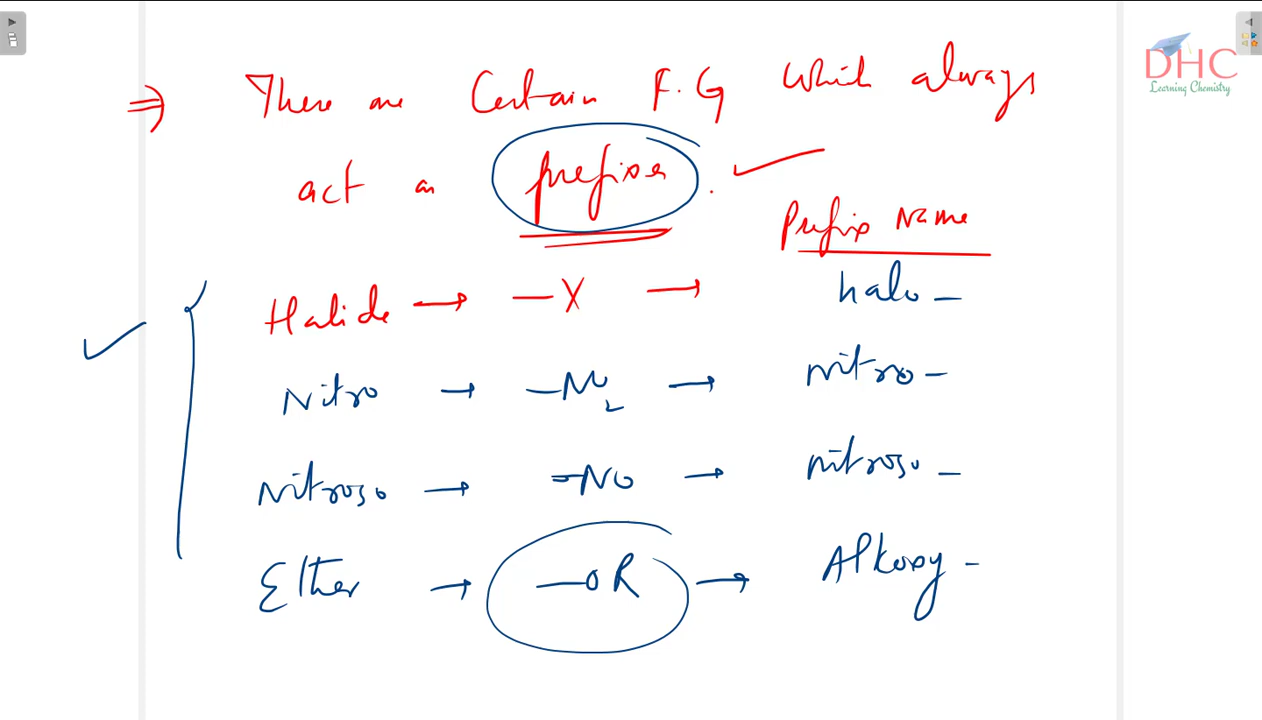 ⇒ There are Certain F.G Which always
act as prefixes.
Prefix Name
Halide → —X → halo —
Nitro → —NO2 → nitro —
Nitroso → —NO → nitroso —
Ether → —OR → Alkoxy -
DHC
Learning Chemistry